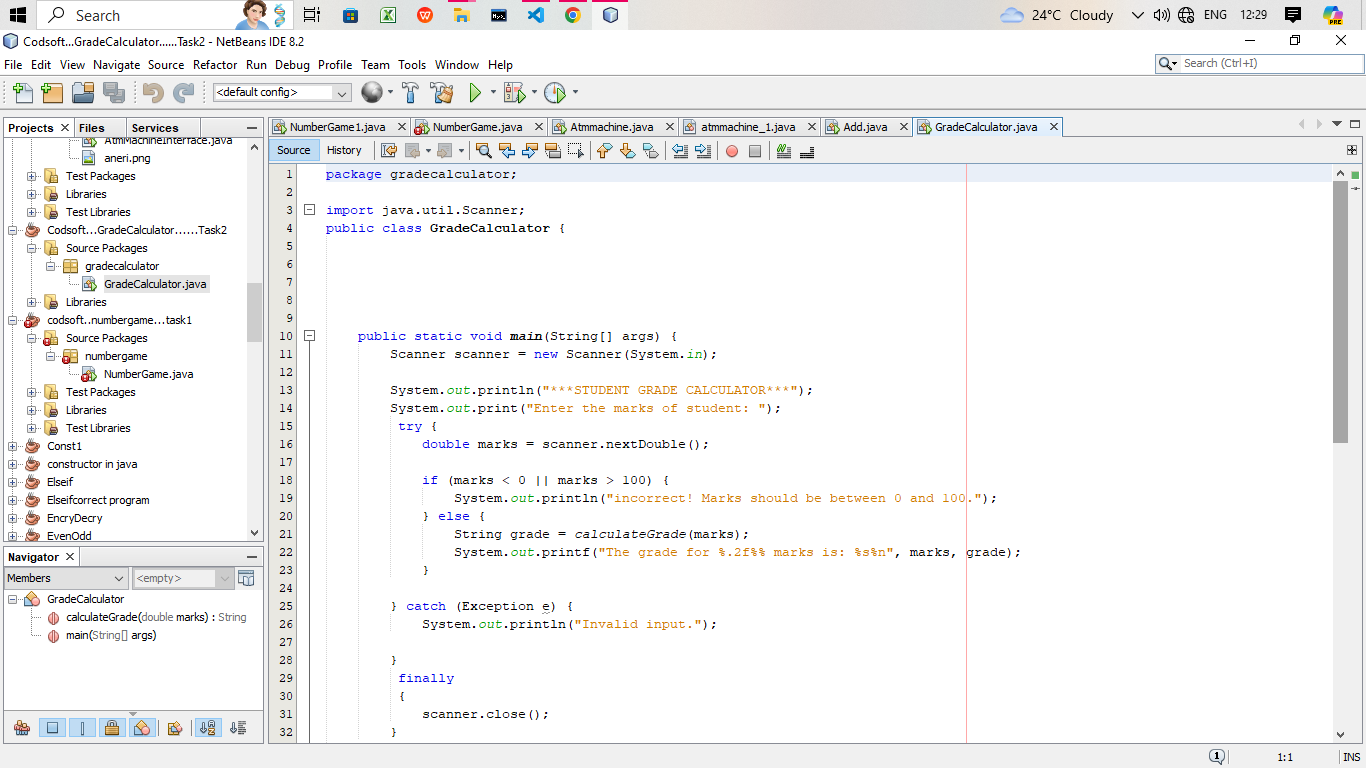 Search
24°C Cloudy
ENG
12:29
PRE
Codsoft...GradeCalculator......Task2 - NetBeans IDE 8.2
File Edit View Navigate Source Refactor Run Debug Profile Team Tools Window Help
Search (Ctrl+I)
<default config>
Projects Files Services
NumberGame1.java NumberGame.java Atmmachine.java atmmachine_1.java Add.java GradeCalculator.java
Source History
AtmMachineInterface.java
aneri.png
Test Packages
Libraries
Test Libraries
Codsoft...GradeCalculator......Task2
Source Packages
gradecalculator
GradeCalculator.java
Libraries
codsoft..numbergame...task1
Source Packages
numbergame
NumberGame.java
Test Packages
Libraries
Test Libraries
Const1
constructor in java
Elseif
Elseifcorrect program
EncryDecry
EvenOdd
Navigator
Members
<empty>
GradeCalculator
calculateGrade(double marks) : String
main(String[] args)
1 package gradecalculator;
2
3 import java.util.Scanner;
4 public class GradeCalculator {
5
6
7
8
9
10 public static void main(String[] args) {
11 Scanner scanner = new Scanner(System.in);
12
13 System.out.println("***STUDENT GRADE CALCULATOR***");
14 System.out.print("Enter the marks of student: ");
15 try {
16 double marks = scanner.nextDouble();
17
18 if (marks < 0 || marks > 100) {
19 System.out.println("incorrect! Marks should be between 0 and 100.");
20 } else {
21 String grade = calculateGrade(marks);
22 System.out.printf("The grade for %.2f%% marks is: %s%n", marks, grade);
23 }
24
25 } catch (Exception e) {
26 System.out.println("Invalid input.");
27
28 }
29 finally
30 {
31 scanner.close();
32 }
1
1:1
INS